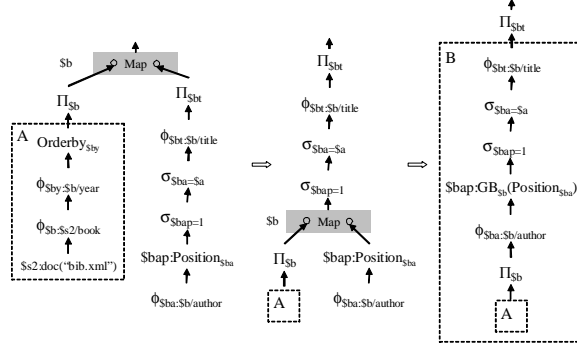 $b
Map
Π$b
Π$bt
A
Orderby$by
ϕ$bt:$b/title
ϕ$by:$b/year
σ$ba=$a
ϕ$b:$s2/book
σ$bap=1
$s2:doc(“bib.xml”)
$bap:Position$ba
ϕ$ba:$b/author
Π$bt
ϕ$bt:$b/title
σ$ba=$a
σ$bap=1
$b
Map
Π$b
$bap:Position$ba
A
ϕ$ba:$b/author
Π$bt
B
ϕ$bt:$b/title
σ$ba=$a
σ$bap=1
$bap:GB$b(Position$ba)
ϕ$ba:$b/author
Π$b
A